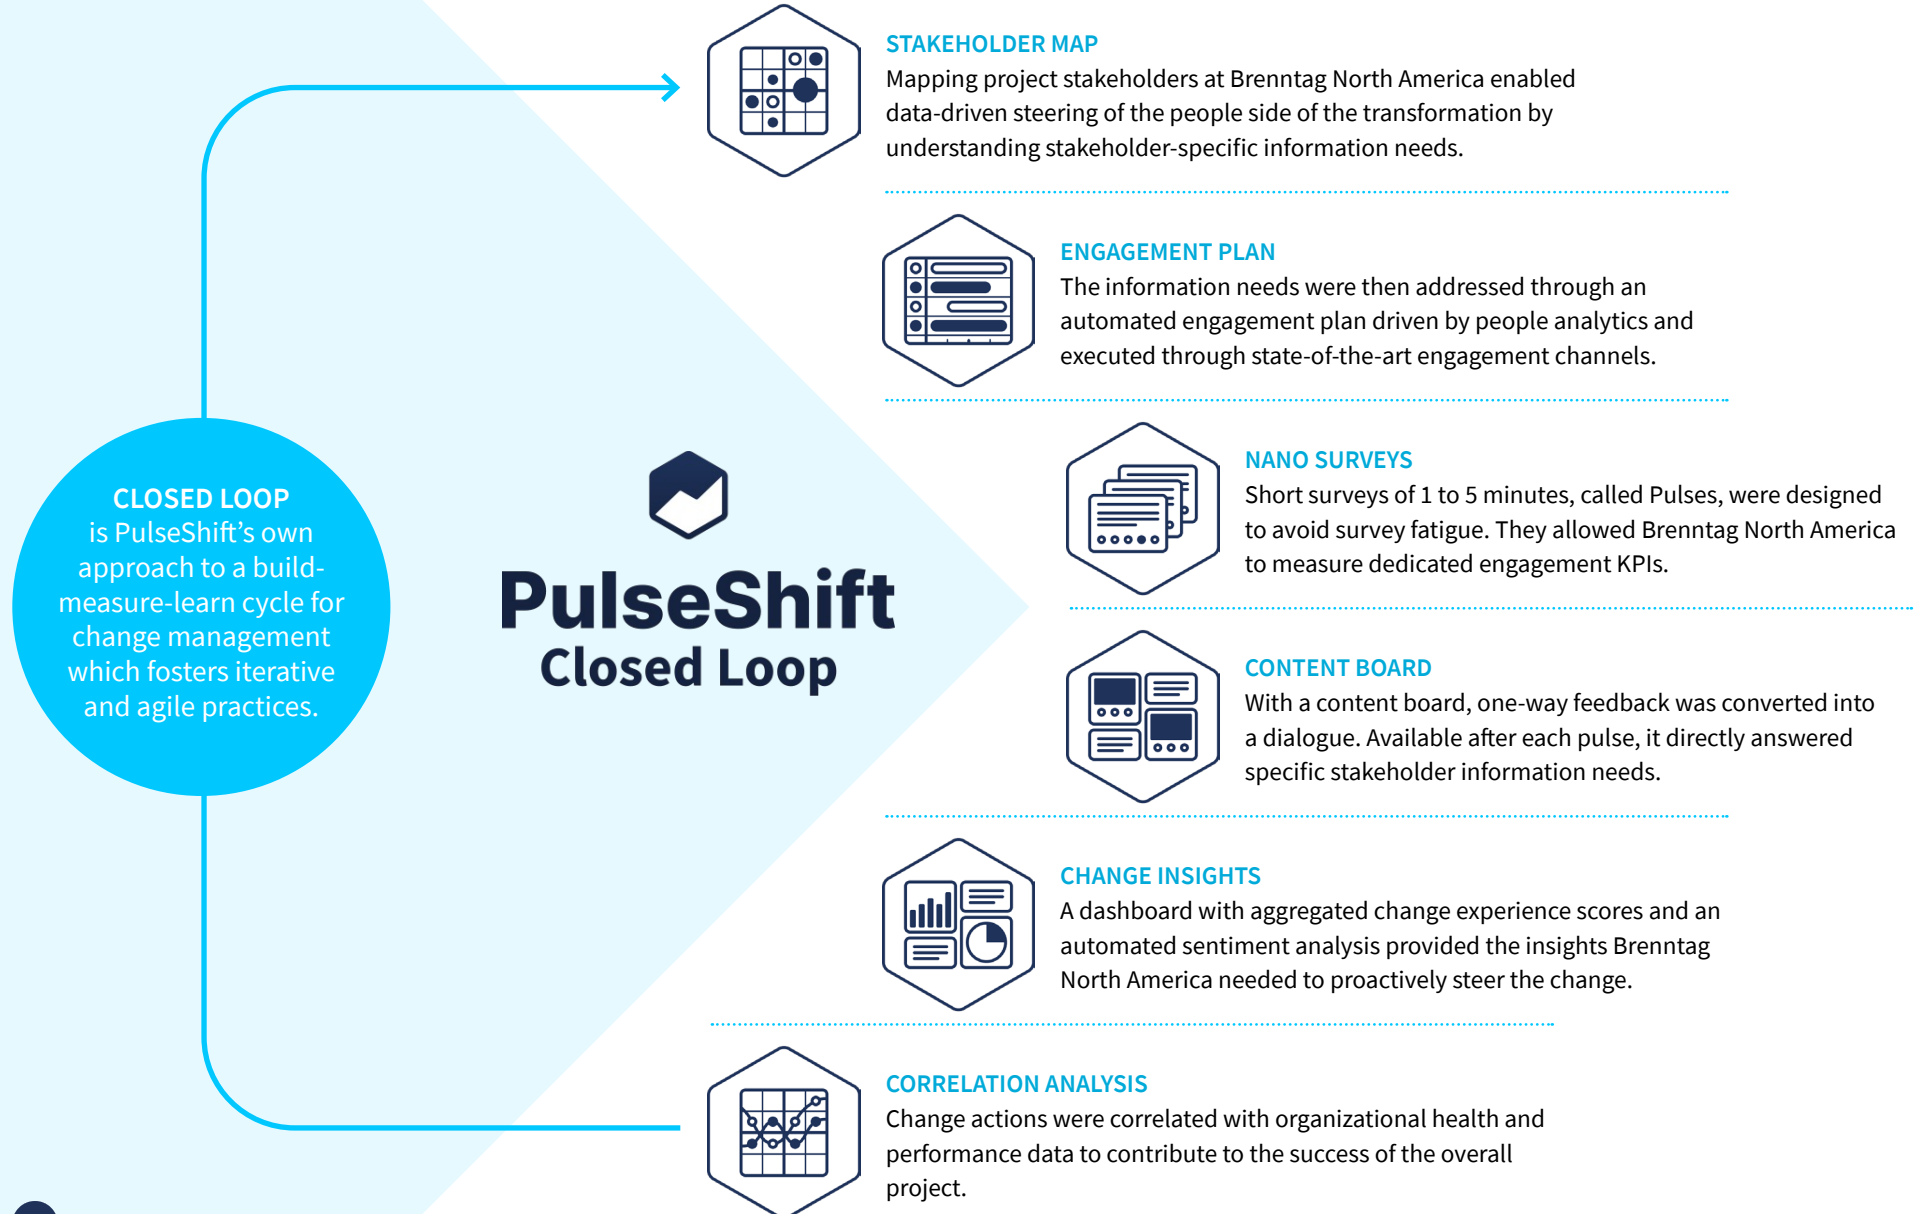 STAKEHOLDER MAP
Mapping project stakeholders at Brenntag North America enabled
data-driven steering of the people side of the transformation by
understanding stakeholder-specific information needs.
ENGAGEMENT PLAN
The information needs were then addressed through an
automated engagement plan driven by people analytics and
executed through state-of-the-art engagement channels.
NANO SURVEYS
Short surveys of 1 to 5 minutes, called Pulses, were designed
to avoid survey fatigue. They allowed Brenntag North America
to measure dedicated engagement KPIs.
CLOSED LOOP
is PulseShift’s own
approach to a build-
measure-learn cycle for
change management
which fosters iterative
and agile practices.
PulseShift
Closed Loop
CONTENT BOARD
With a content board, one-way feedback was converted into
a dialogue. Available after each pulse, it directly answered
specific stakeholder information needs.
CHANGE INSIGHTS
A dashboard with aggregated change experience scores and an
automated sentiment analysis provided the insights Brenntag
North America needed to proactively steer the change.
CORRELATION ANALYSIS
Change actions were correlated with organizational health and
performance data to contribute to the success of the overall
project.